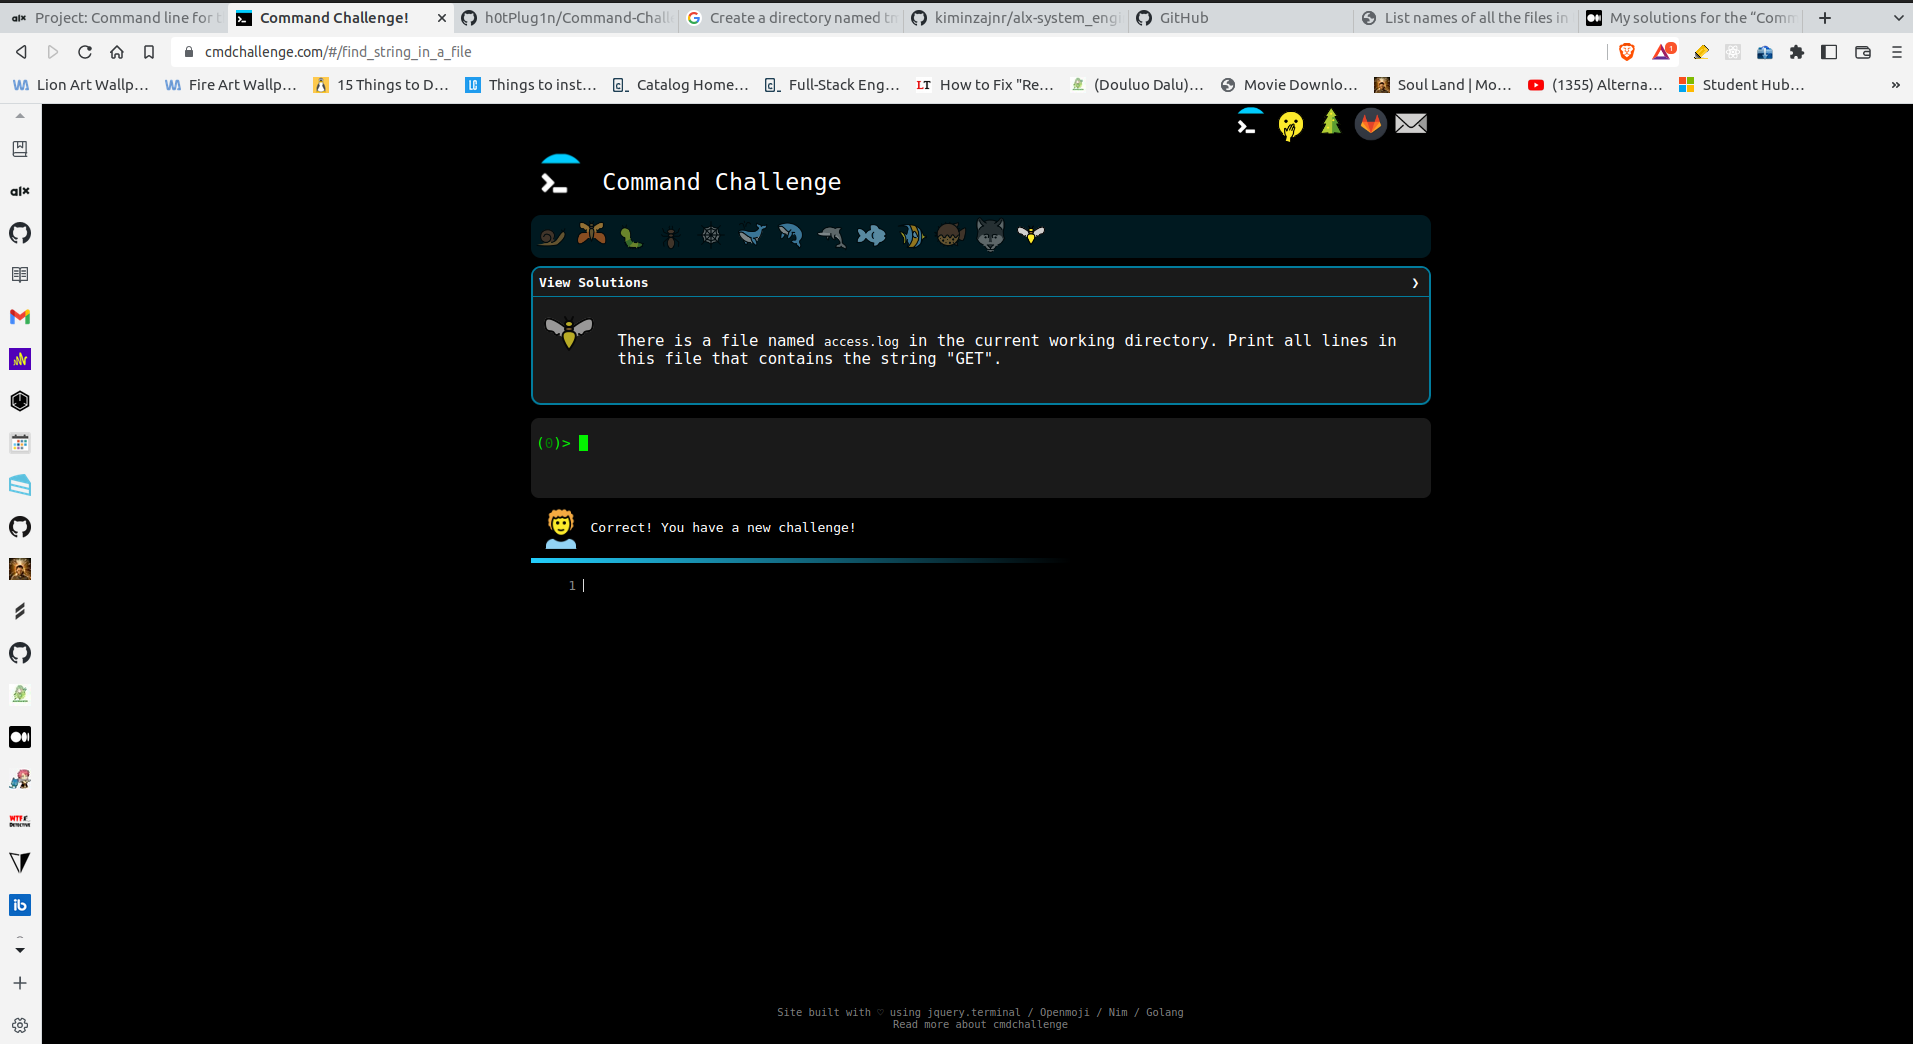 Project: Command line for t
Command Challenge!
h0tPlug1n/Command-Chall
Create a directory named tm
kiminzajnr/alx-system_engi
GitHub
List names of all the files in
My solutions for the “Comm
cmdchallenge.com/#/find_string_in_a_file
1
Lion Art Wallp...
Fire Art Wallp...
15 Things to D...
Things to inst...
Catalog Home...
Full-Stack Eng...
How to Fix "Re...
(Douluo Dalu)...
Movie Downlo...
Soul Land | Mo...
(1355) Alterna...
Student Hub...
Command Challenge
View Solutions
There is a file named access.log in the current working directory. Print all lines in
this file that contains the string "GET".
(0)>
Correct! You have a new challenge!
1
Site built with ♡ using jquery.terminal / Openmoji / Nim / Golang
Read more about cmdchallenge